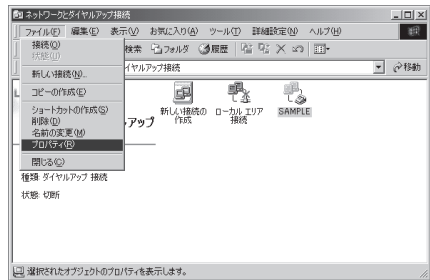 ネットワークとダイヤルアップ接続
ファイル(F) 編集(E) 表示(V) お気に入り(A) ツール(T) 詳細設定(N) ヘルプ(H)
接続(O)
状態(U)
新しい接続(N)...
コピーの作成(E)
ショートカットの作成(S)
削除(D)
名前の変更(M)
プロパティ(R)
閉じる(C)
検索 フォルダ 履歴
イヤルアップ接続
移動
アップ
新しい接続の
作成
ローカル エリア
接続
SAMPLE
種類: ダイヤルアップ 接続
状態: 切断
選択されたオブジェクトのプロパティを表示します。